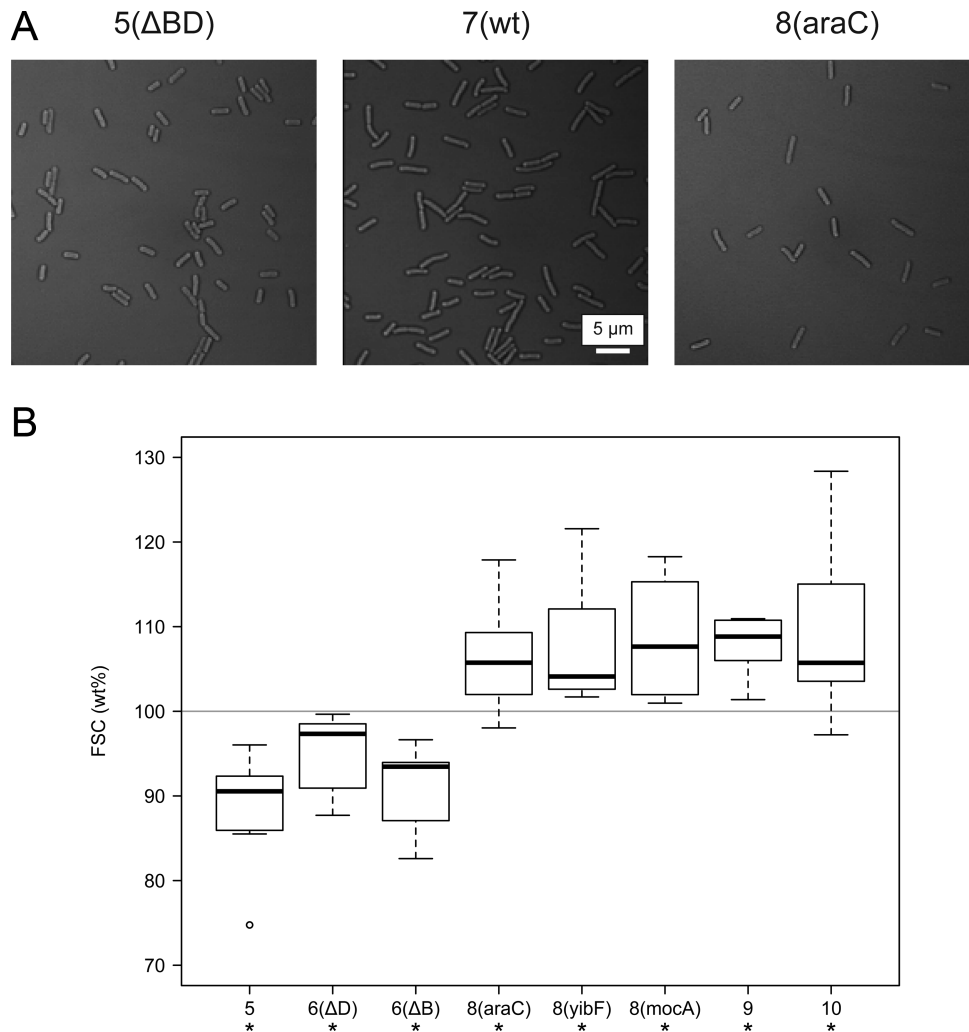 A
5(ΔBD) 7(wt) 8(araC)
5 µm
B
130
120
110
100
90
80
70
FSC (wt%)
5 6(ΔD) 6(ΔB) 8(araC) 8(yibF) 8(mocA) 9 10
* * * * * * * *